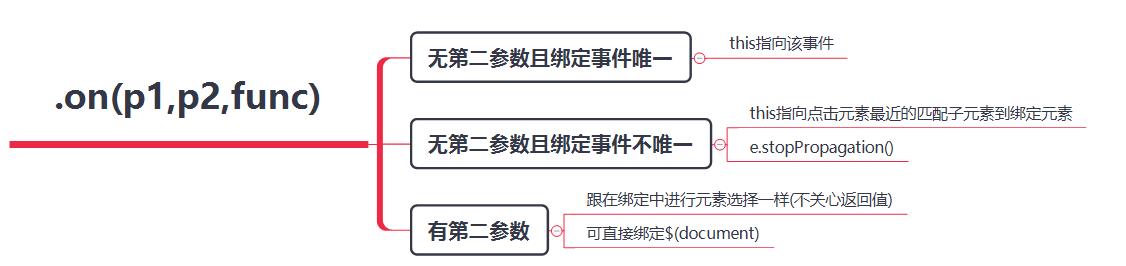 .on(p1,p2,func)
无第二参数且绑定事件唯一
this指向该事件
无第二参数且绑定事件不唯一
this指向点击元素最近的匹配子元素到绑定元素
e.stopPropagation()
有第二参数
跟在绑定中进行元素选择一样(不关心返回值)
可直接绑定$(document)